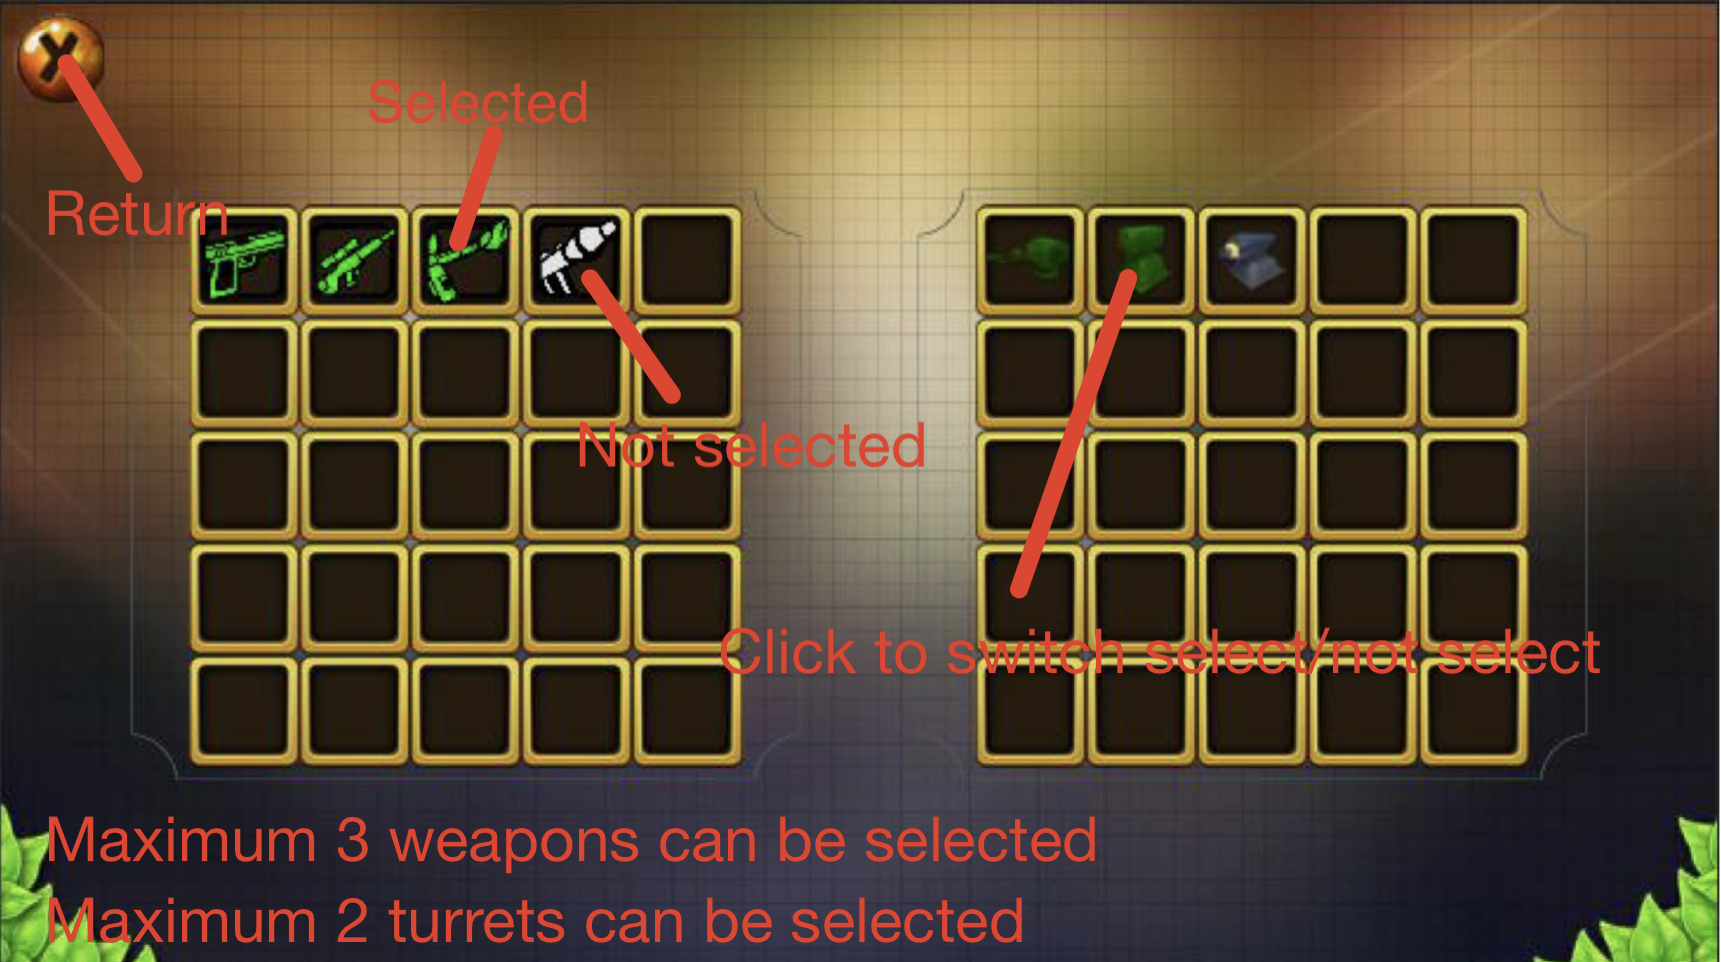 Selected
Return
Not selected
Click to switch select/not select
Maximum 3 weapons can be selected
Maximum 2 turrets can be selected